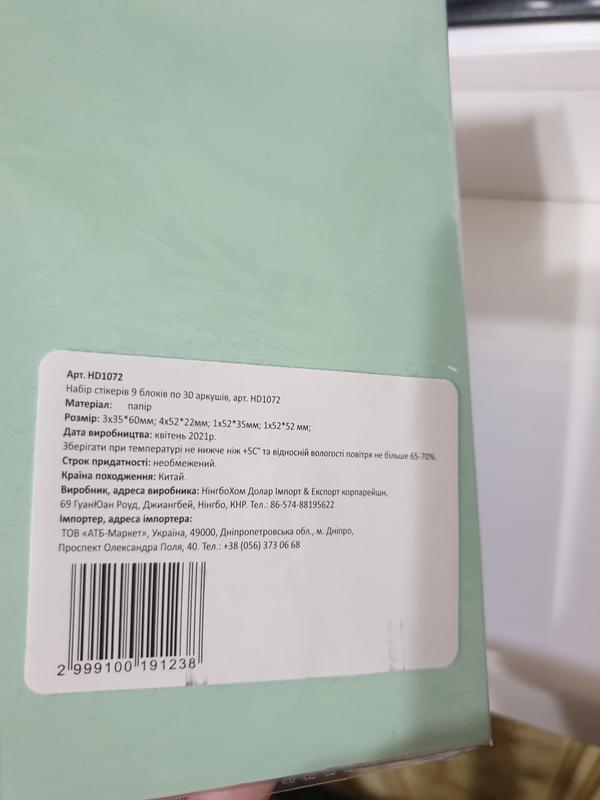 Арт. HD1072
Набір стікерів 9 блоків по 30 аркушів, арт. HD1072
Матеріал: папір
Розмір: 3x35*60мм; 4x52*22мм; 1x52*35мм; 1x52*52 мм;
Дата виробництва: квітень 2021р.
Зберігати при температурі не нижче ніж +5С° та відносній вологості повітря не більше 65-70%.
Строк придатності: необмежений.
Країна походження: Китай.
Виробник, адреса виробника: НінгбоХом Долар Імпорт & Експорт корпарейшн,
69 ГуанЮан Роуд, Джиангбей, Нінгбо, КНР. Тел.: 86-574-88195622
Імпортер, адреса імпортера:
ТОВ «АТБ-Маркет», Україна, 49000, Дніпропетровська обл., м. Дніпро,
Проспект Олександра Поля, 40. Тел.: +38 (056) 373 06 68
2 999100 191238